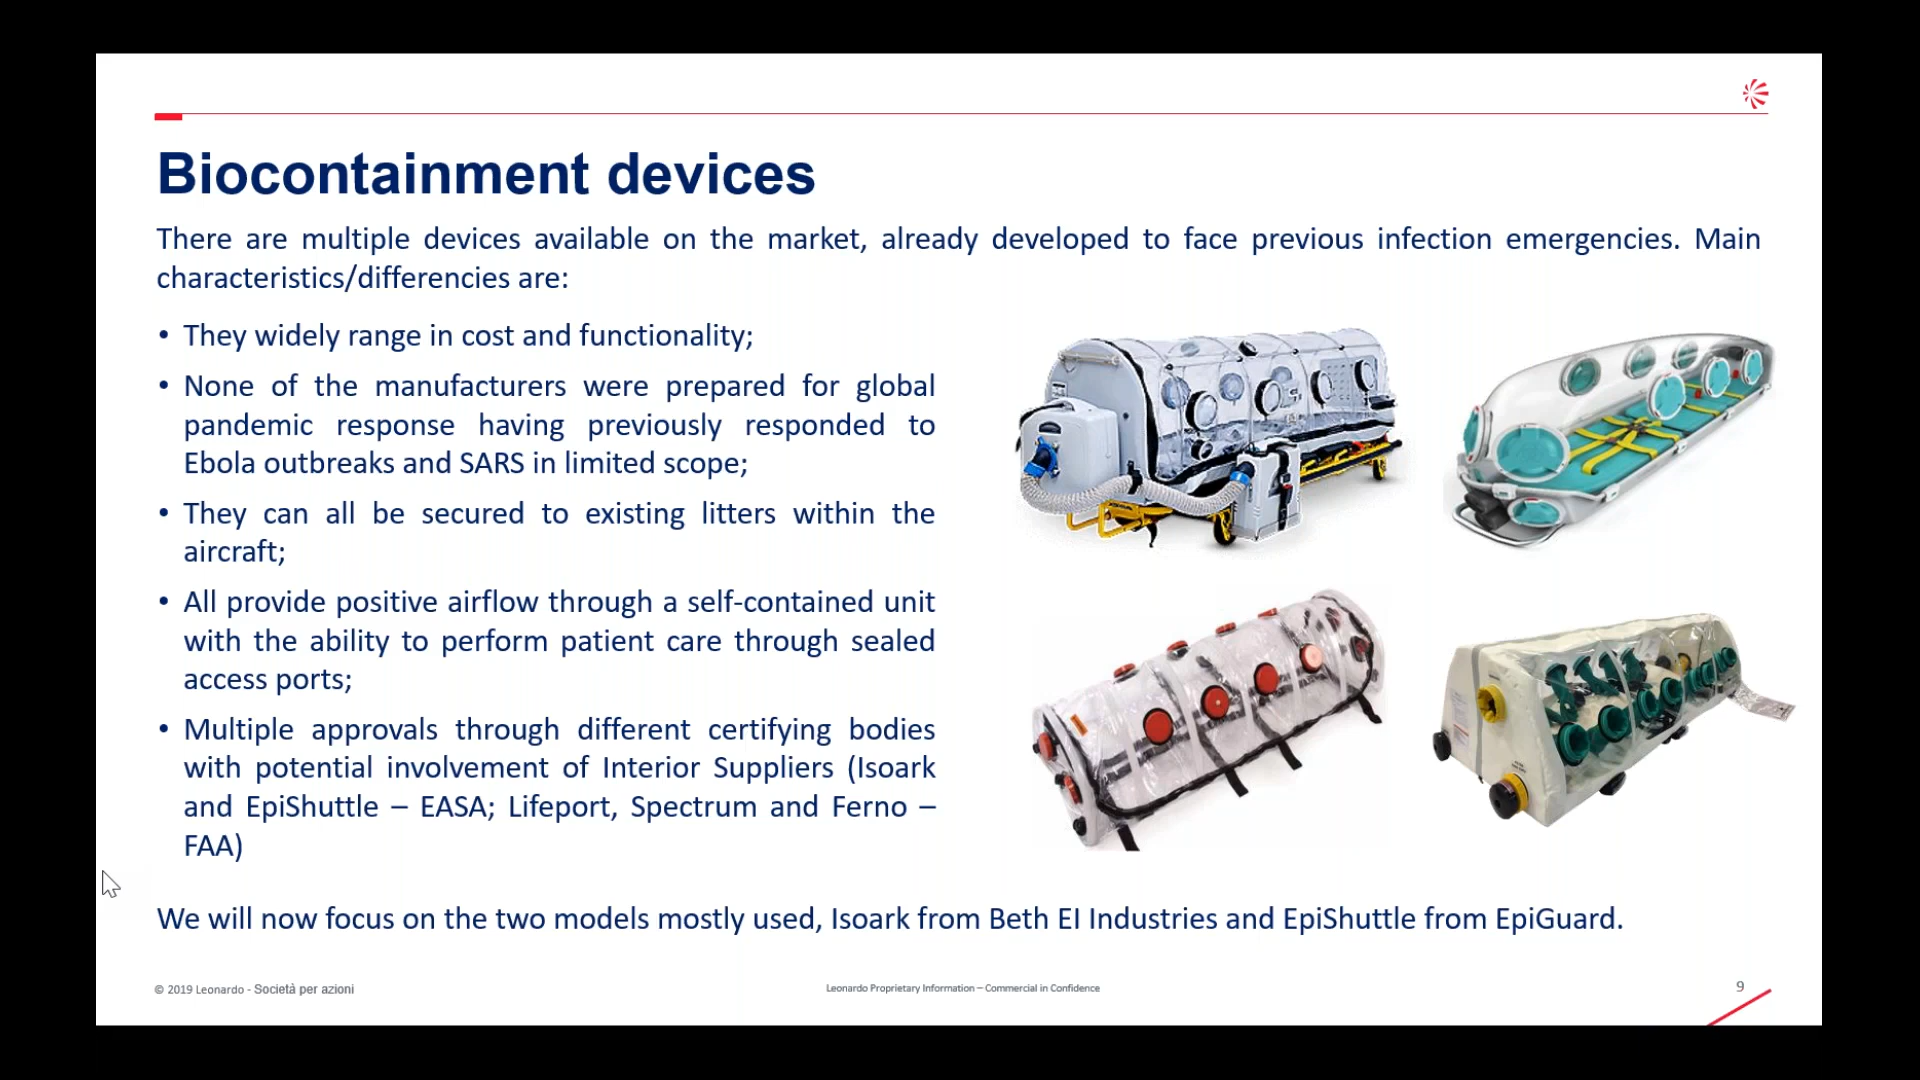 Biocontainment devices
There are multiple devices available on the market, already developed to face previous infection emergencies. Main
characteristics/differencies are:
• They widely range in cost and functionality;
• None of the manufacturers were prepared for global
pandemic response having previously responded to
Ebola outbreaks and SARS in limited scope;
• They can all be secured to existing litters within the
aircraft;
• All provide positive airflow through a self-contained unit
with the ability to perform patient care through sealed
access ports;
• Multiple approvals through different certifying bodies
with potential involvement of Interior Suppliers (Isoark
and EpiShuttle – EASA; Lifeport, Spectrum and Ferno –
FAA)
We will now focus on the two models mostly used, Isoark from Beth EI Industries and EpiShuttle from EpiGuard.
© 2019 Leonardo - Società per azioni
Leonardo Proprietary Information – Commercial in Confidence
9